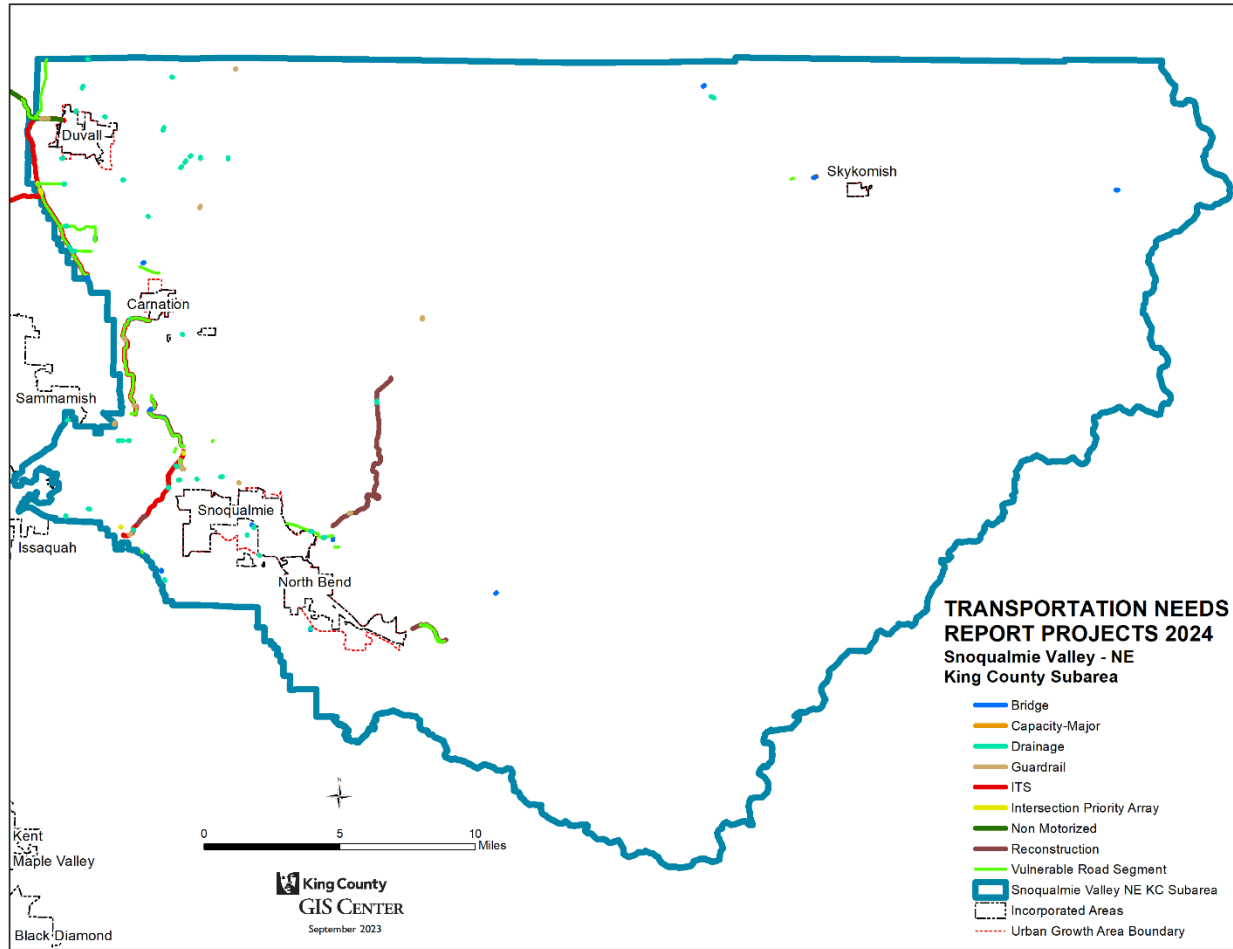 Duvall
Skykomish
Carnation
Sammamish
Snoqualmie
Issaquah
North Bend
TRANSPORTATION NEEDS
REPORT PROJECTS 2024
Snoqualmie Valley - NE
King County Subarea
Bridge
Capacity-Major
Drainage
Guardrail
ITS
Intersection Priority Array
Non Motorized
Reconstruction
Vulnerable Road Segment
Snoqualmie Valley NE KC Subarea
Incorporated Areas
Urban Growth Area Boundary
N
0 5 10
Miles
Kent
Maple Valley
Black Diamond
King County
GIS CENTER
September 2023